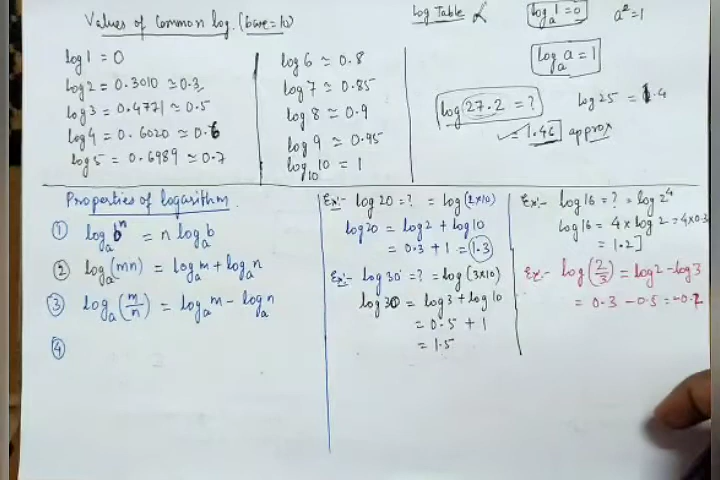 Values of Common log. (base=10)
log 1 = 0
log 2 = 0.3010 ≃ 0.3
log 3 = 0.4771 ≃ 0.5
log 4 = 0.6020 ≃ 0.6
log 5 = 0.6989 ≃ 0.7
log 6 ≃ 0.8
log 7 ≃ 0.85
log 8 ≃ 0.9
log 9 ≃ 0.95
log₁₀ 10 = 1
Log Table
logₐ 1 = 0
a⁰ = 1
logₐ a = 1
log 27.2 = ?
log 25 = 1.4
= 1.46 approx
Properties of logarithm.
① logₐ bⁿ = n logₐ b
② logₐ (mn) = logₐ m + logₐ n
③ logₐ (m/n) = logₐ m - logₐ n
④
Ex:- log 20 = ? = log (2×10)
log 20 = log 2 + log 10
= 0.3 + 1 = 1.3
Ex:- log 30 = ? = log (3×10)
log 30 = log 3 + log 10
= 0.5 + 1
= 1.5
Ex:- log 16 = ? = log 2⁴
log 16 = 4 × log 2 = 4×0.3
= 1.2]
Ex:- log (2/3) = log 2 - log 3
= 0.3 - 0.5 = -0.2